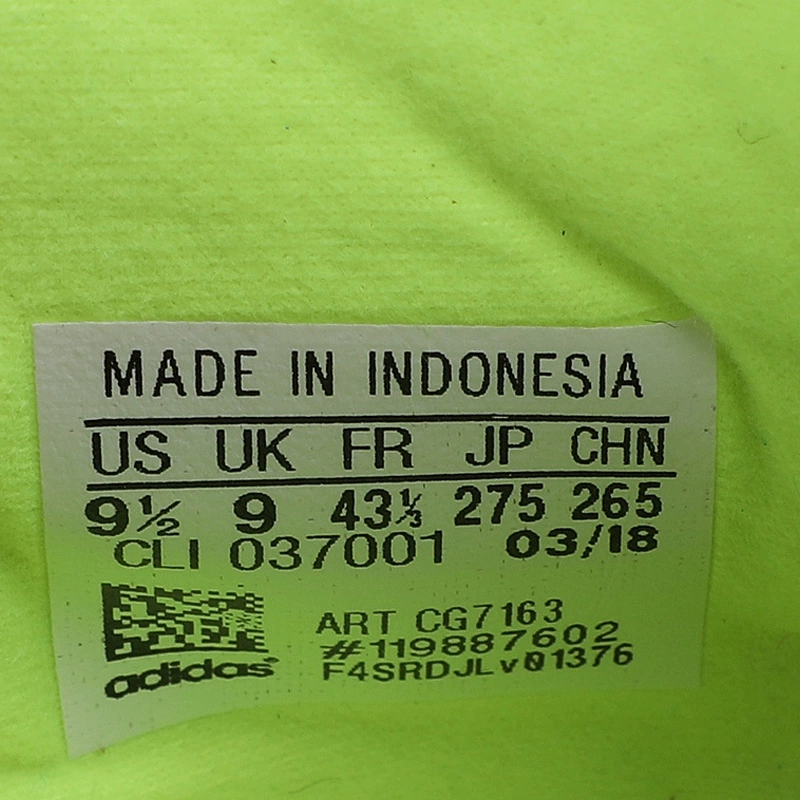 MADE IN INDONESIA
US UK FR JP CHN
9½ 9 43⅓ 275 265
CLI 037001 03/18
ART CG7163
#119887602
F4SRDJLv01376
adidas